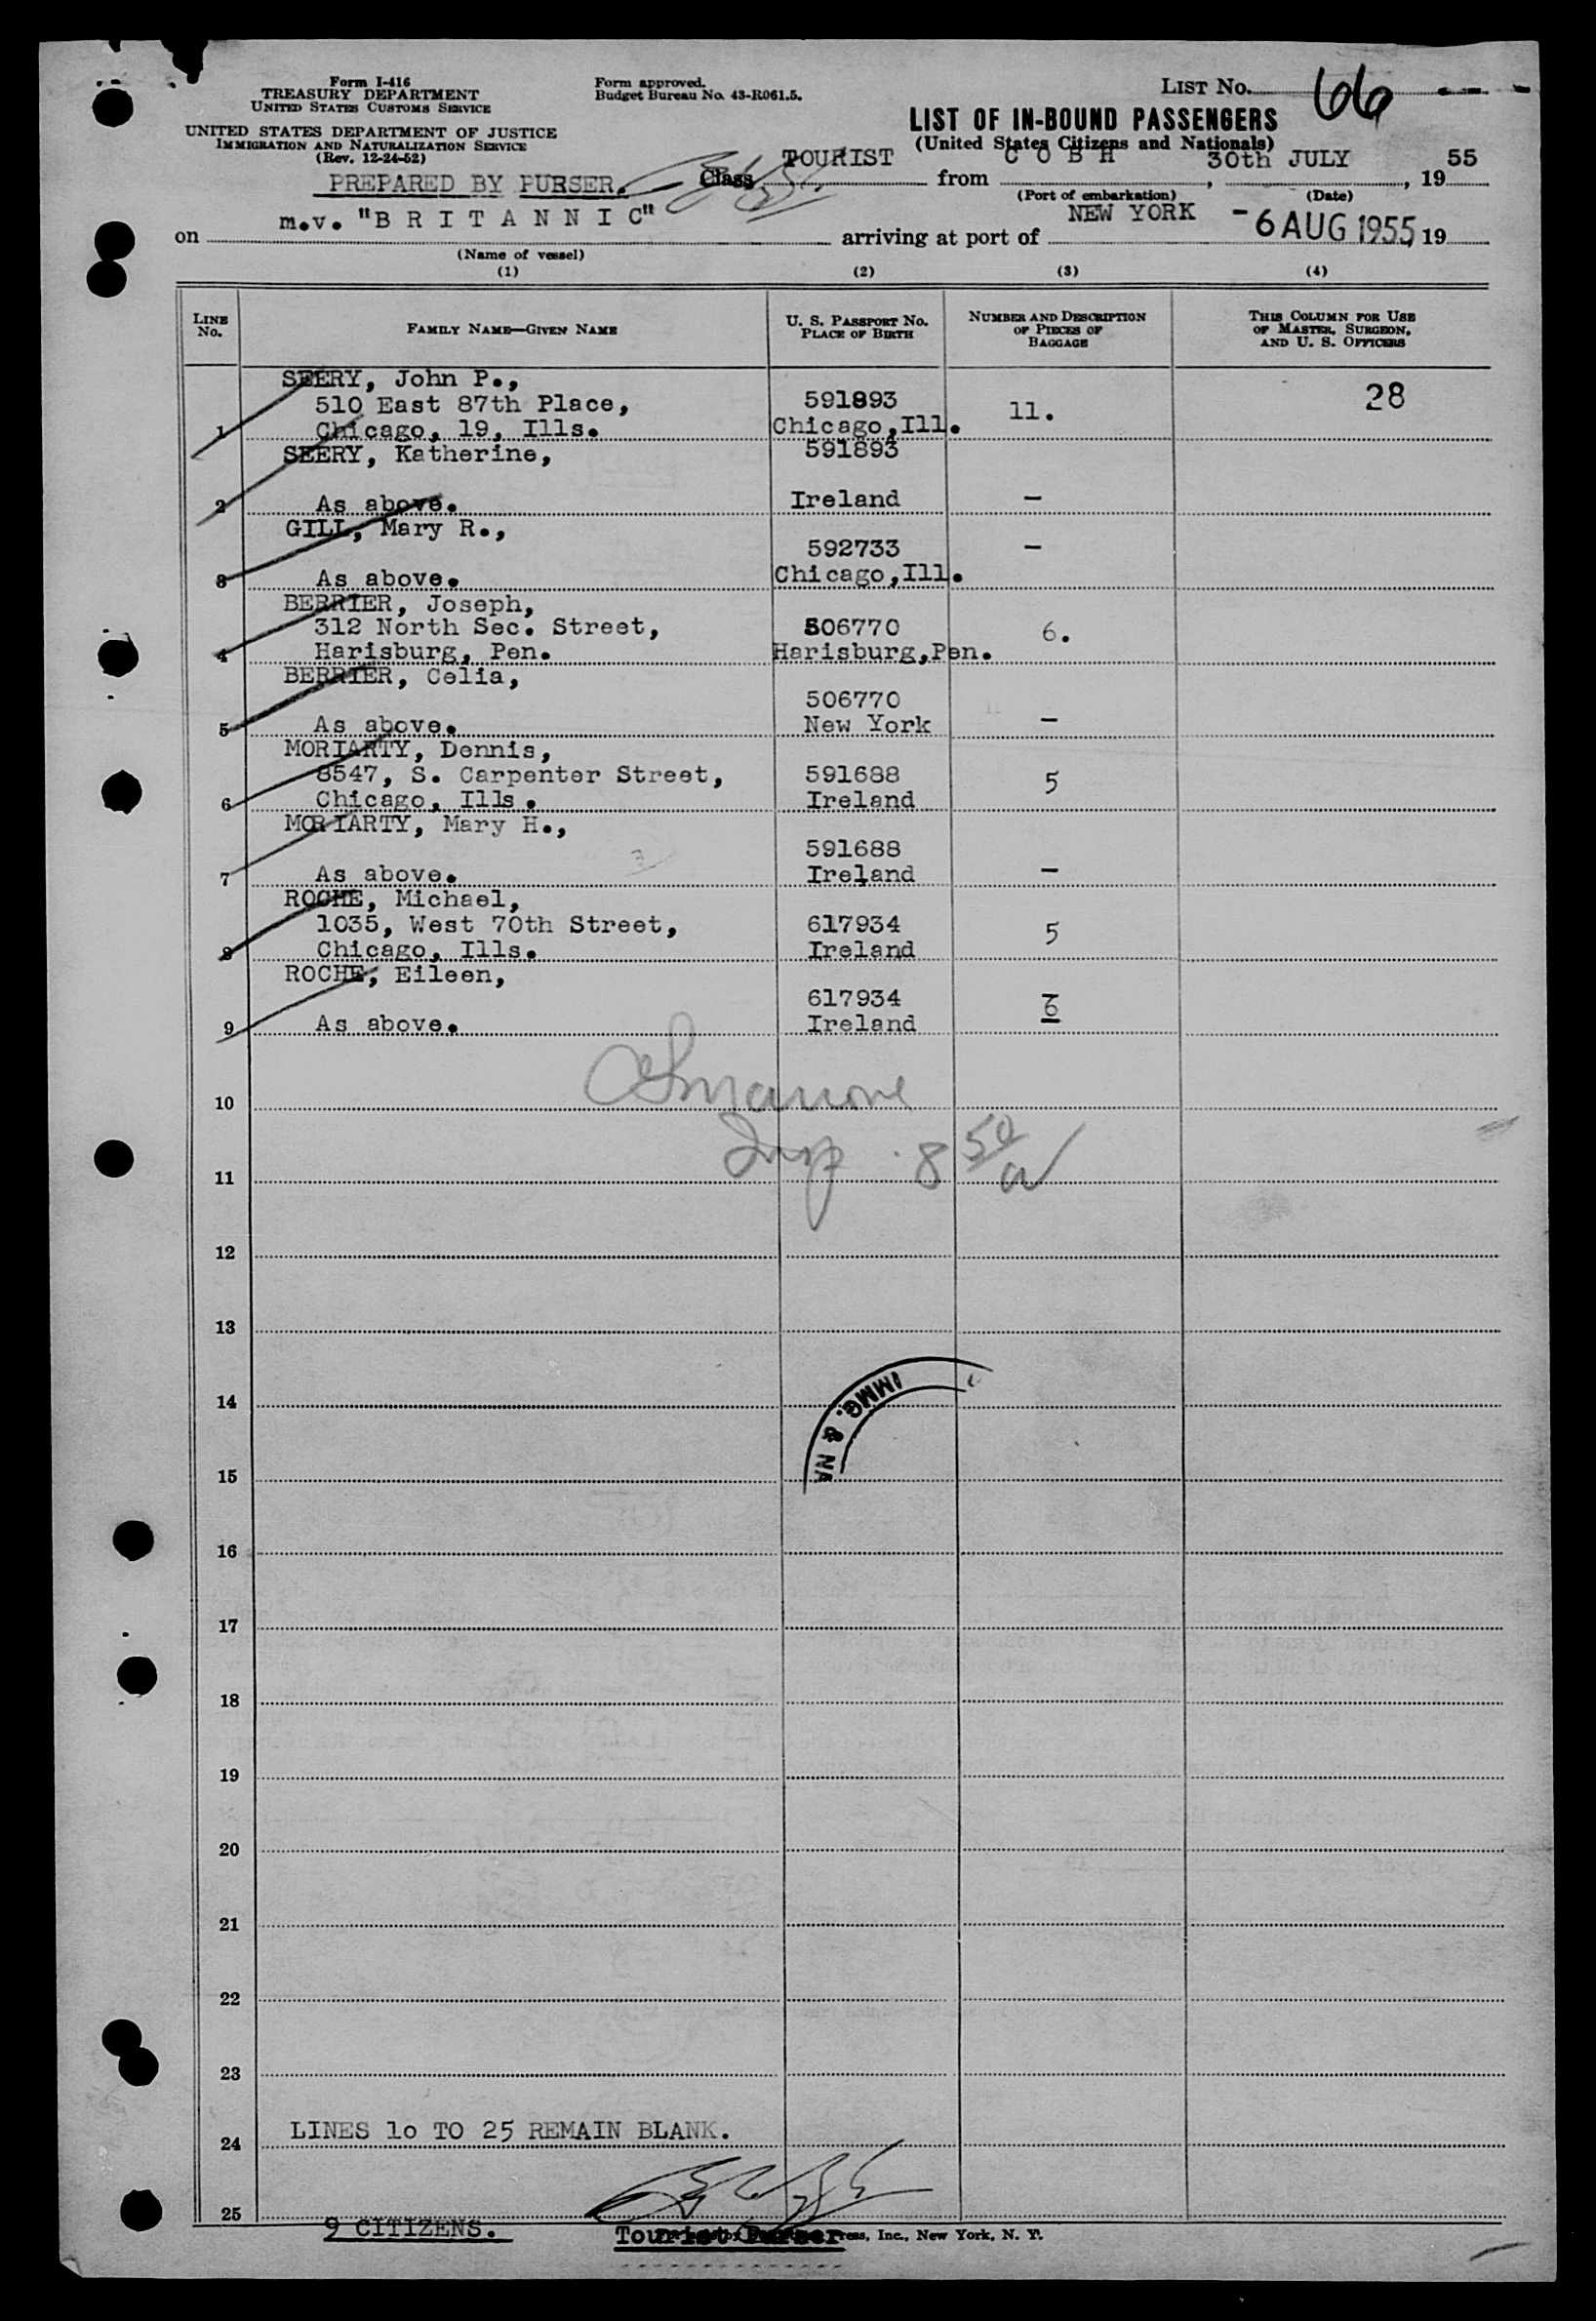 Form I-416
TREASURY DEPARTMENT
UNITED STATES CUSTOMS SERVICE
UNITED STATES DEPARTMENT OF JUSTICE
IMMIGRATION AND NATURALIZATION SERVICE
(Rev. 12-24-52)
PREPARED BY PURSER.
Form approved.
Budget Bureau No. 43-R061.5.
LIST No. 66
LIST OF IN-BOUND PASSENGERS
(United States Citizens and Nationals)
Class TOURIST from C O B H, 30th JULY, 1955
(Port of embarkation) (Date)
on m.v. "B R I T A N N I C" arriving at port of NEW YORK -6 AUG 1955, 19
(Name of vessel)
(1) (2) (3) (4)
LINE No. FAMILY NAME—GIVEN NAME U. S. PASSPORT No. PLACE OF BIRTH NUMBER AND DESCRIPTION OF PIECES OF BAGGAGE THIS COLUMN FOR USE OF MASTER, SURGEON, AND U. S. OFFICERS
SEERY, John P.,
510 East 87th Place, 591893 11. 28
1 Chicago, 19, Ills. Chicago,Ill.
SEERY, Katherine, 591893
2 As above. Ireland –
GILL, Mary R.,
592733 –
3 As above. Chicago,Ill.
BERRIER, Joseph,
312 North Sec. Street, 506770 6.
4 Harisburg, Pen. Harisburg,Pen.
BERRIER, Celia,
506770
5 As above. New York –
MORIARTY, Dennis,
8547, S. Carpenter Street, 591688 5
6 Chicago, Ills. Ireland
MORIARTY, Mary H.,
591688
7 As above. Ireland –
ROCHE, Michael,
1035, West 70th Street, 617934 5
8 Chicago, Ills. Ireland
ROCHE, Eileen,
617934
9 As above. Ireland
10
Insp. 8 50 a
11
12
13
14
IMMG. & NA
15
16
17
18
19
20
21
22
23
24 LINES 10 TO 25 REMAIN BLANK.
25
9 CITIZENS.
Tourist Purser
Inc., New York, N. Y.